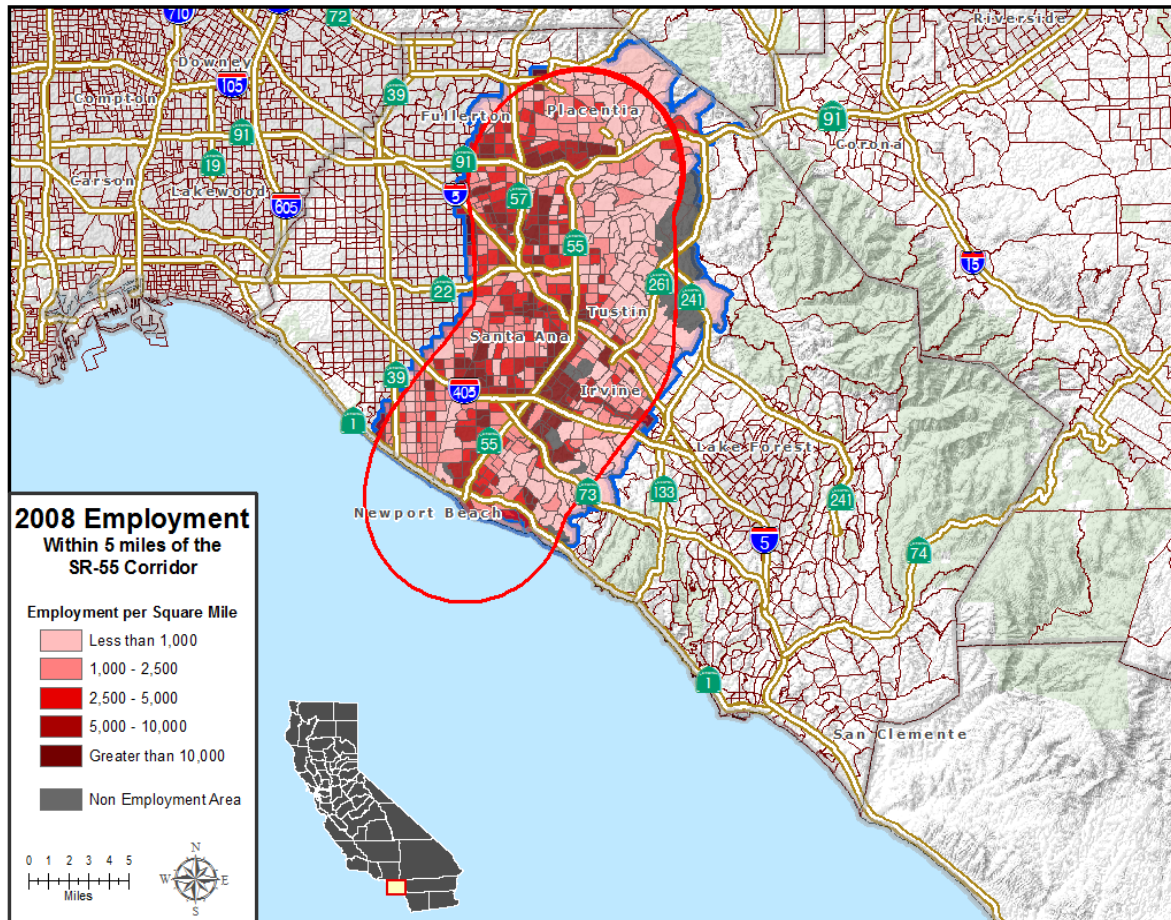 710
5
72
Riverside
Downey
105
Compton
39
Fullerton
Placentia
91
91
Corona
91
19
Carson
Lakewood
605
5
57
55
15
22
261
241
Tustin
Santa Ana
39
405
Irvine
1
55
Lake Forest
73
133
241
Newport Beach
5
74
1
San Clemente
2008 Employment
Within 5 miles of the
SR-55 Corridor
Employment per Square Mile
Less than 1,000
1,000 - 2,500
2,500 - 5,000
5,000 - 10,000
Greater than 10,000
Non Employment Area
0 1 2 3 4 5
Miles
N
W E
S